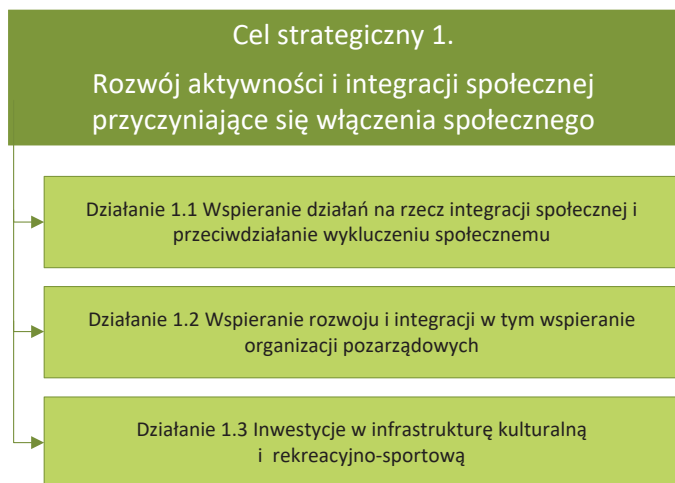 Cel strategiczny 1.
Rozwój aktywności i integracji społecznej
przyczyniające się włączenia społecznego
Działanie 1.1 Wspieranie działań na rzecz integracji społecznej i
przeciwdziałanie wykluczeniu społecznemu
Działanie 1.2 Wspieranie rozwoju i integracji w tym wspieranie
organizacji pozarządowych
Działanie 1.3 Inwestycje w infrastrukturę kulturalną
i rekreacyjno-sportową